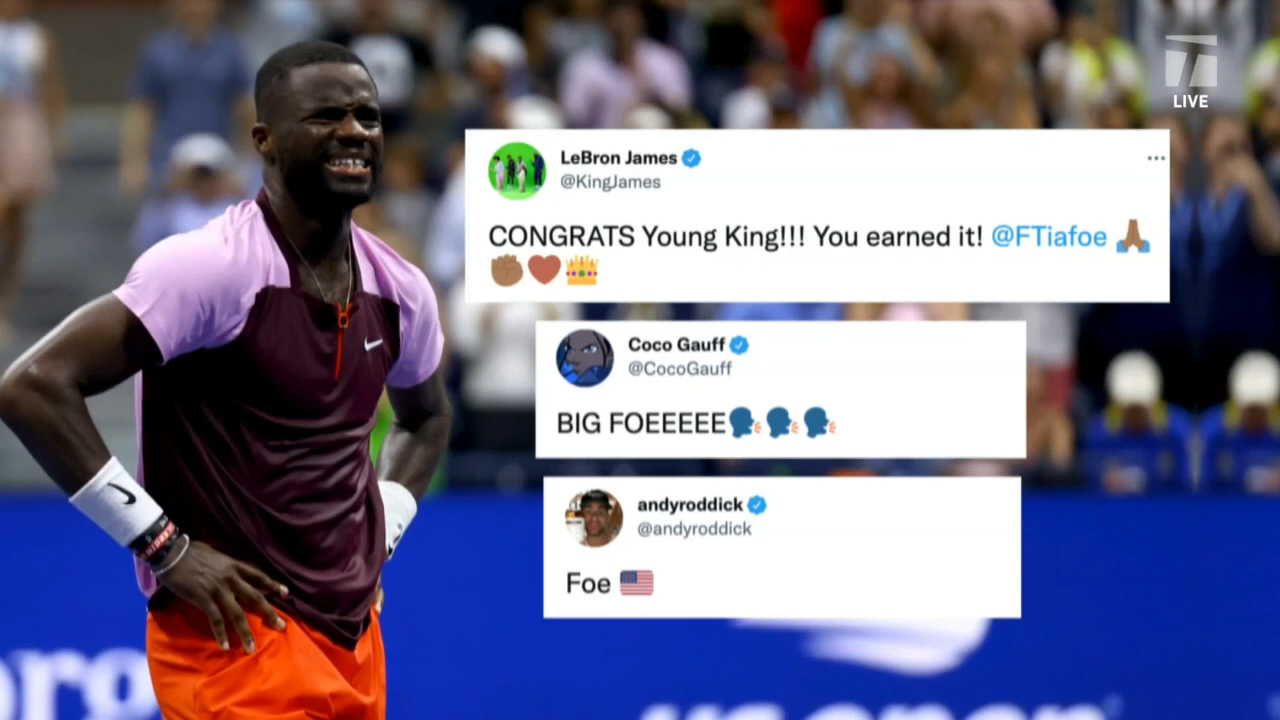 LIVE
LeBron James
@KingJames
CONGRATS Young King!!! You earned it! @FTiafoe 🙏🏾
✊🏾❤️👑
Coco Gauff
@CocoGauff
BIG FOEEEEE🗣️🗣️🗣️
andyroddick
@andyroddick
Foe 🇺🇸